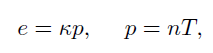 e = κp, p = nT,